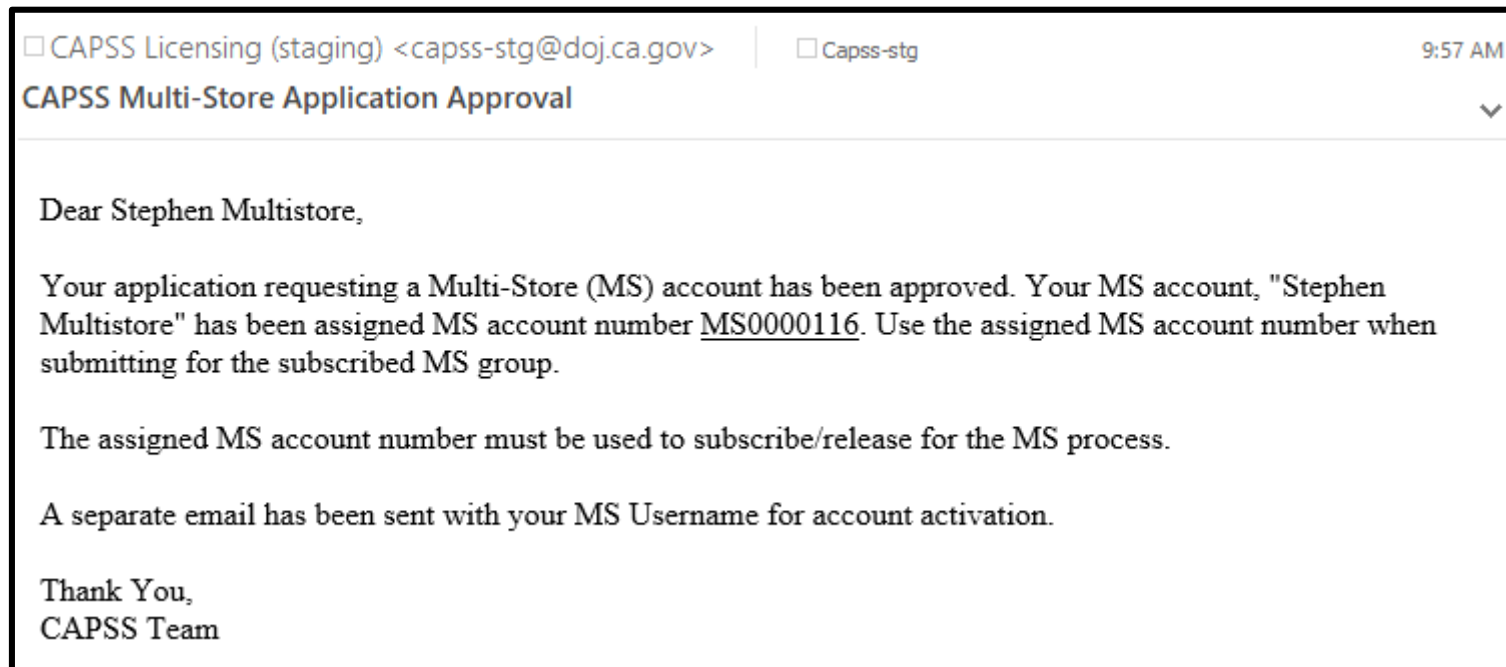 CAPSS Licensing (staging) <capss-stg@doj.ca.gov> Capss-stg 9:57 AM
CAPSS Multi-Store Application Approval
Dear Stephen Multistore,
Your application requesting a Multi-Store (MS) account has been approved. Your MS account, "Stephen
Multistore" has been assigned MS account number MS0000116. Use the assigned MS account number when
submitting for the subscribed MS group.
The assigned MS account number must be used to subscribe/release for the MS process.
A separate email has been sent with your MS Username for account activation.
Thank You,
CAPSS Team